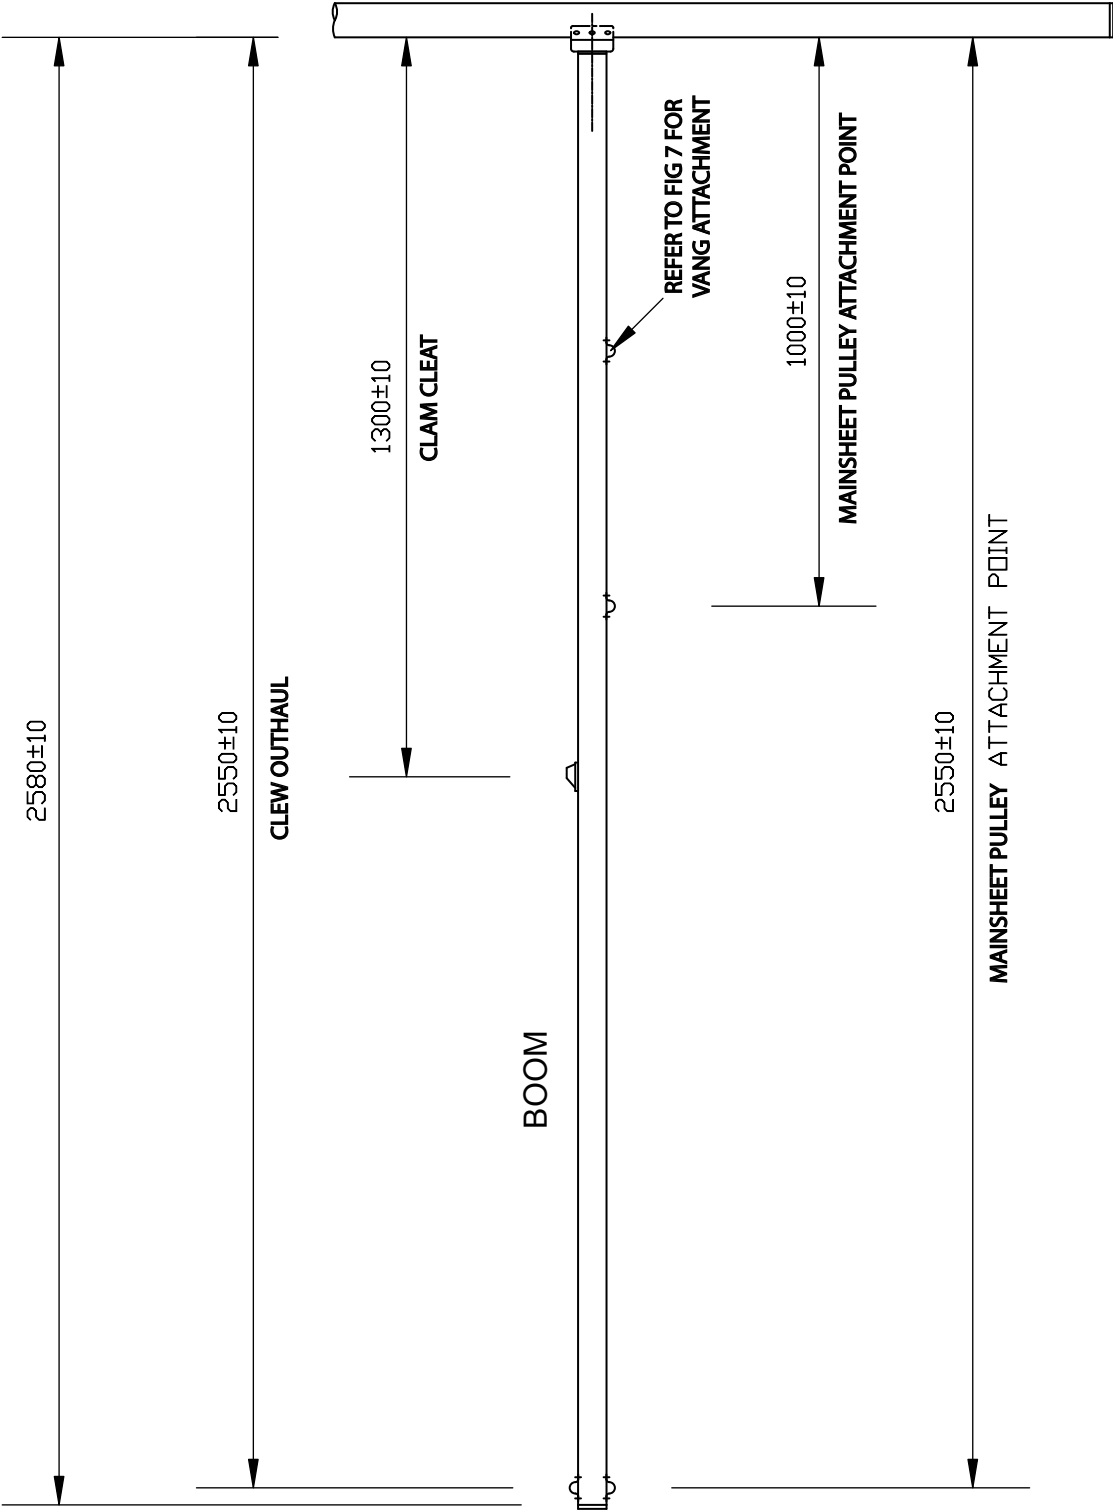 2580±10
2550±10
CLEW OUTHAUL
1300±10
CLAM CLEAT
BOOM
REFER TO FIG 7 FOR
VANG ATTACHMENT
1000±10
MAINSHEET PULLEY ATTACHMENT POINT
2550±10
MAINSHEET PULLEY ATTACHMENT POINT